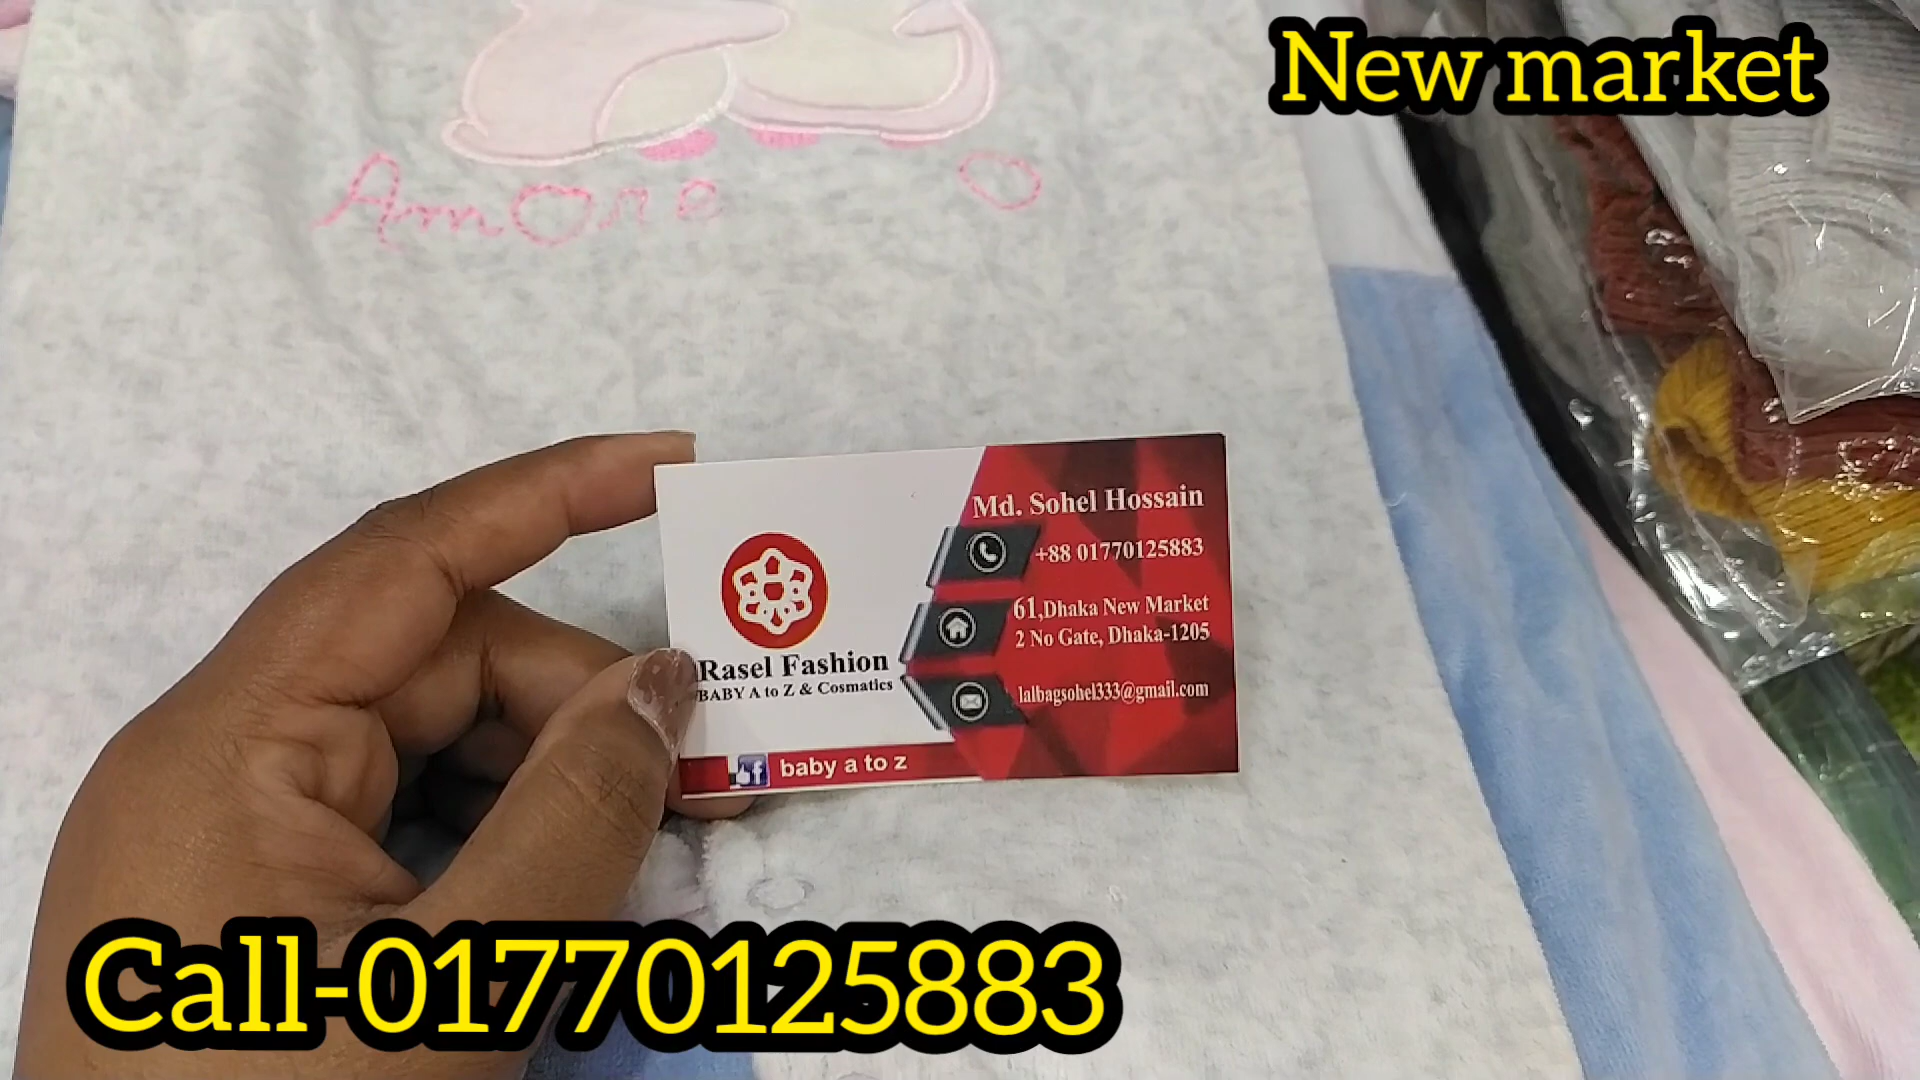 New market
Amore
Md. Sohel Hossain
+88 01770125883
61,Dhaka New Market
2 No Gate, Dhaka-1205
lalbagsohel333@gmail.com
Rasel Fashion
BABY A to Z & Cosmatics
f baby a to z
Call-01770125883